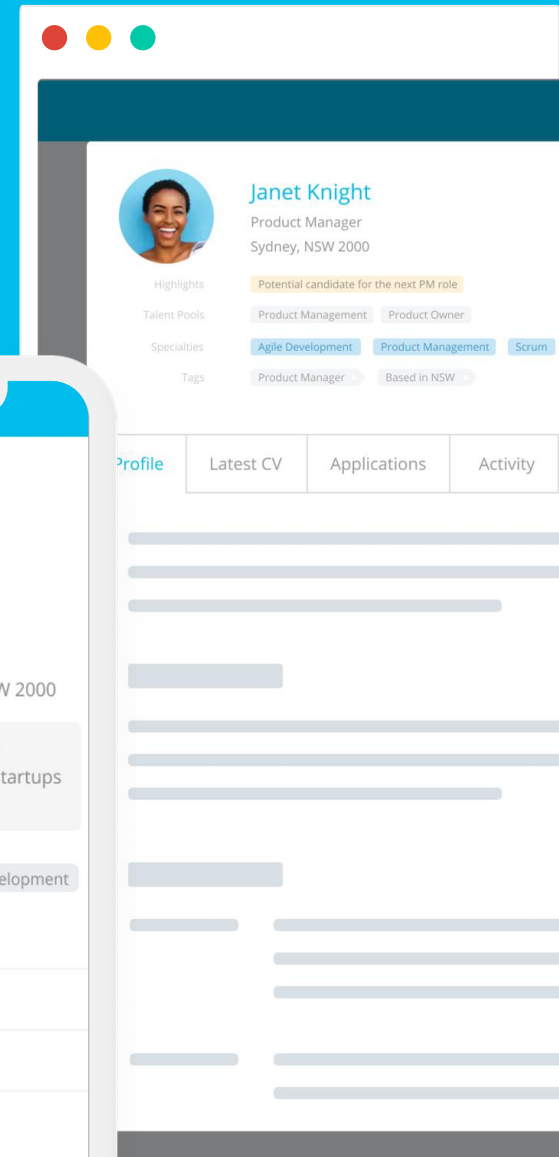 Janet Knight
Product Manager
Sydney, NSW 2000
Highlights Potential candidate for the next PM role
Talent Pools Product Management Product Owner
Specialties Agile Development Product Management Scrum
Tags Product Manager Based in NSW
Profile Latest CV Applications Activity
W 2000
tartups
elopment